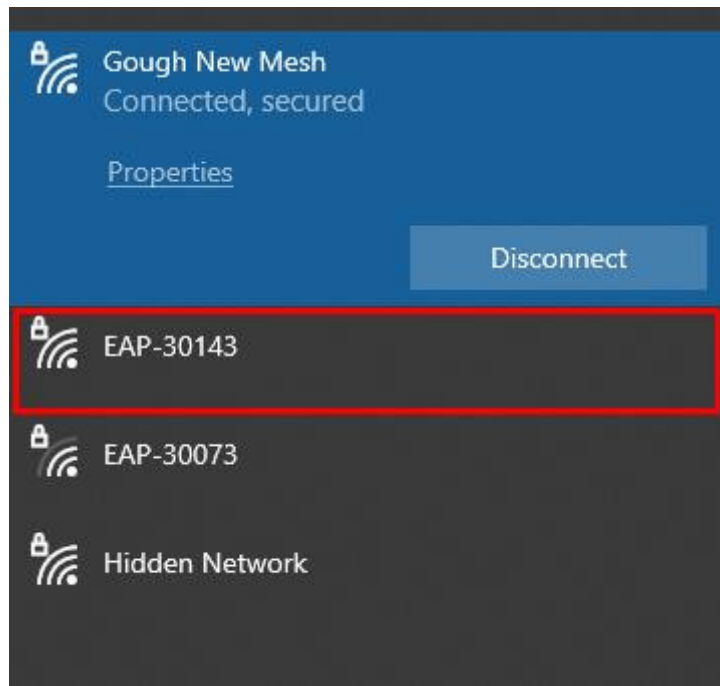 Gough New Mesh
Connected, secured
Properties
Disconnect
EAP-30143
EAP-30073
Hidden Network